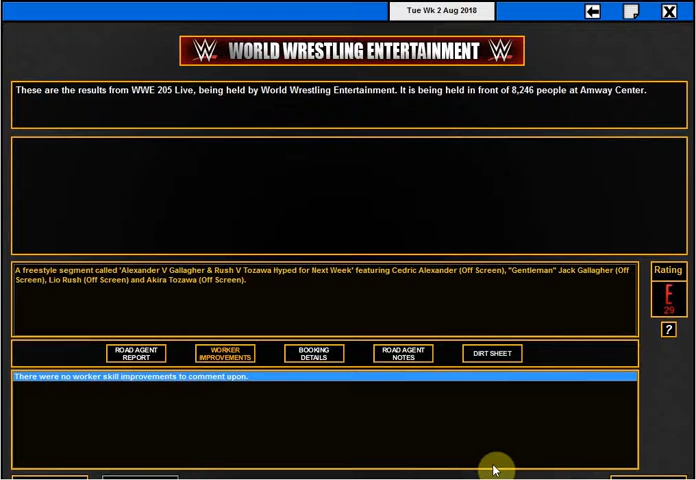 Tue Wk 2 Aug 2018
W WORLD WRESTLING ENTERTAINMENT W
These are the results from WWE 205 Live, being held by World Wrestling Entertainment. It is being held in front of 8,246 people at Amway Center.
A freestyle segment called 'Alexander V Gallagher & Rush V Tozawa Hyped for Next Week' featuring Cedric Alexander (Off Screen), "Gentleman" Jack Gallagher (Off
Screen), Lio Rush (Off Screen) and Akira Tozawa (Off Screen).
Rating
E
29
?
ROAD AGENT
REPORT
WORKER
IMPROVEMENTS
BOOKING
DETAILS
ROAD AGENT
NOTES
DIRT SHEET
There were no worker skill improvements to comment upon.